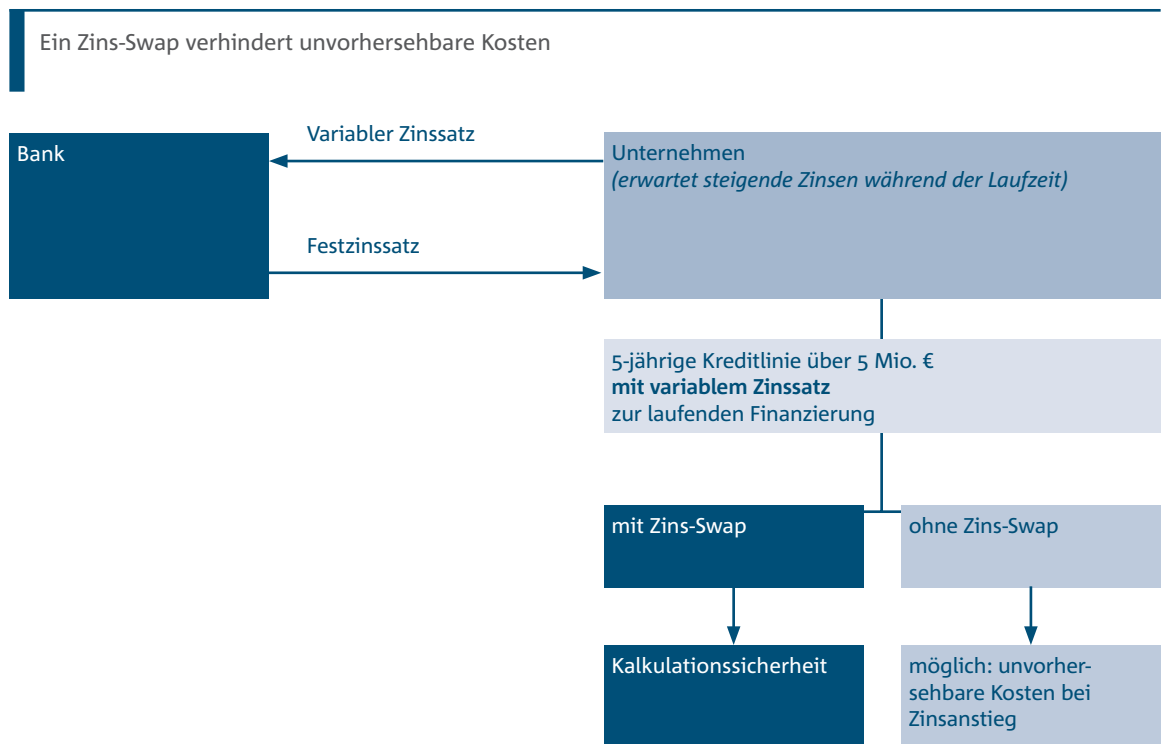 Ein Zins-Swap verhindert unvorhersehbare Kosten
Bank
Variabler Zinssatz
Festzinssatz
Unternehmen
(erwartet steigende Zinsen während der Laufzeit)
5-jährige Kreditlinie über 5 Mio. €
mit variablem Zinssatz
zur laufenden Finanzierung
mit Zins-Swap
ohne Zins-Swap
Kalkulationssicherheit
möglich: unvorher-
sehbare Kosten bei
Zinsanstieg